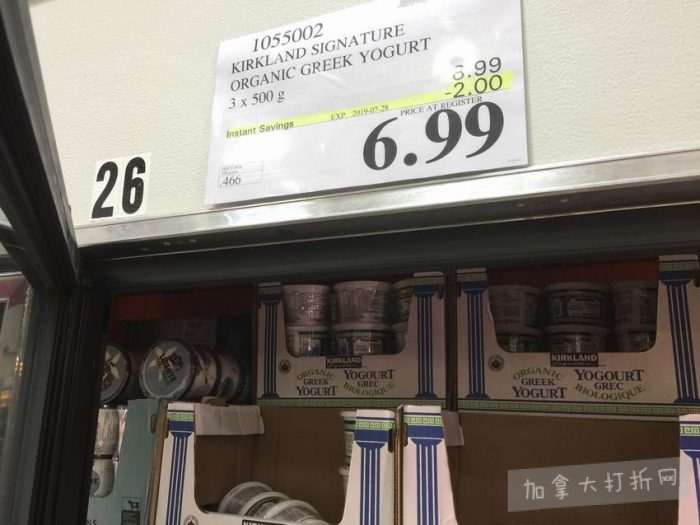 1055002
KIRKLAND SIGNATURE
ORGANIC GREEK YOGURT
3 x 500 g
8.99
-2.00
Instant Savings EXP. 2019-07-28
PRICE AT REGISTER
6.99
.466
26
KIRKLAND
ORGANIC
GREEK
YOGURT
YOGOURT
GREC
BIOLOGIQUE
KIRKLAND
ORGANIC
GREEK
YOGURT
YOGOURT
GREC
BIOLOGIQUE
加拿大打折网